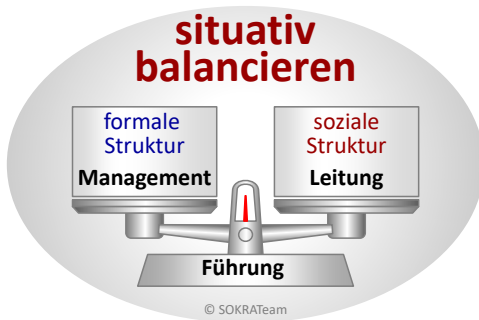 situativ
balancieren
formale
Struktur
Management
soziale
Struktur
Leitung
Führung
© SOKRATeam